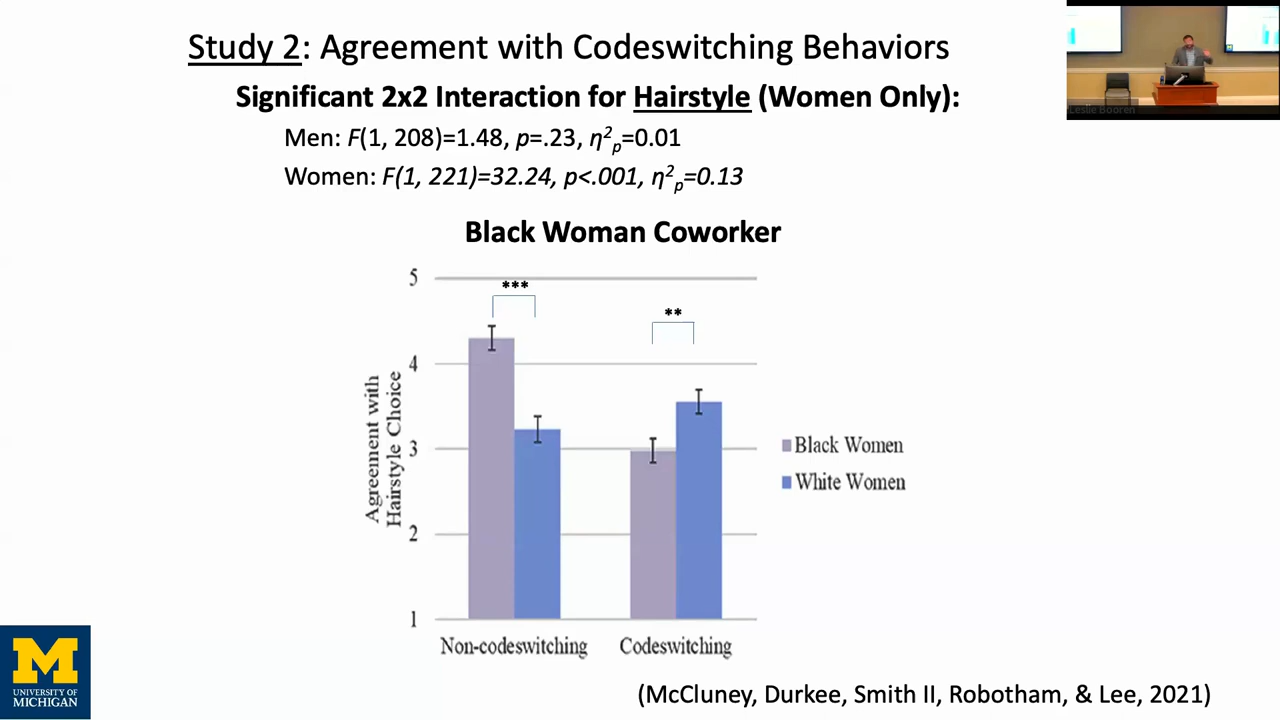 Study 2: Agreement with Codeswitching Behaviors
Significant 2x2 Interaction for Hairstyle (Women Only):
Men: F(1, 208)=1.48, p=.23, η²p=0.01
Women: F(1, 221)=32.24, p<.001, η²p=0.13
Black Woman Coworker
Agreement with
Hairstyle Choice
5
4
3
2
1
***
**
Black Women
White Women
Non-codeswitching
Codeswitching
(McCluney, Durkee, Smith II, Robotham, & Lee, 2021)
M
UNIVERSITY OF
MICHIGAN
Leslie Booren